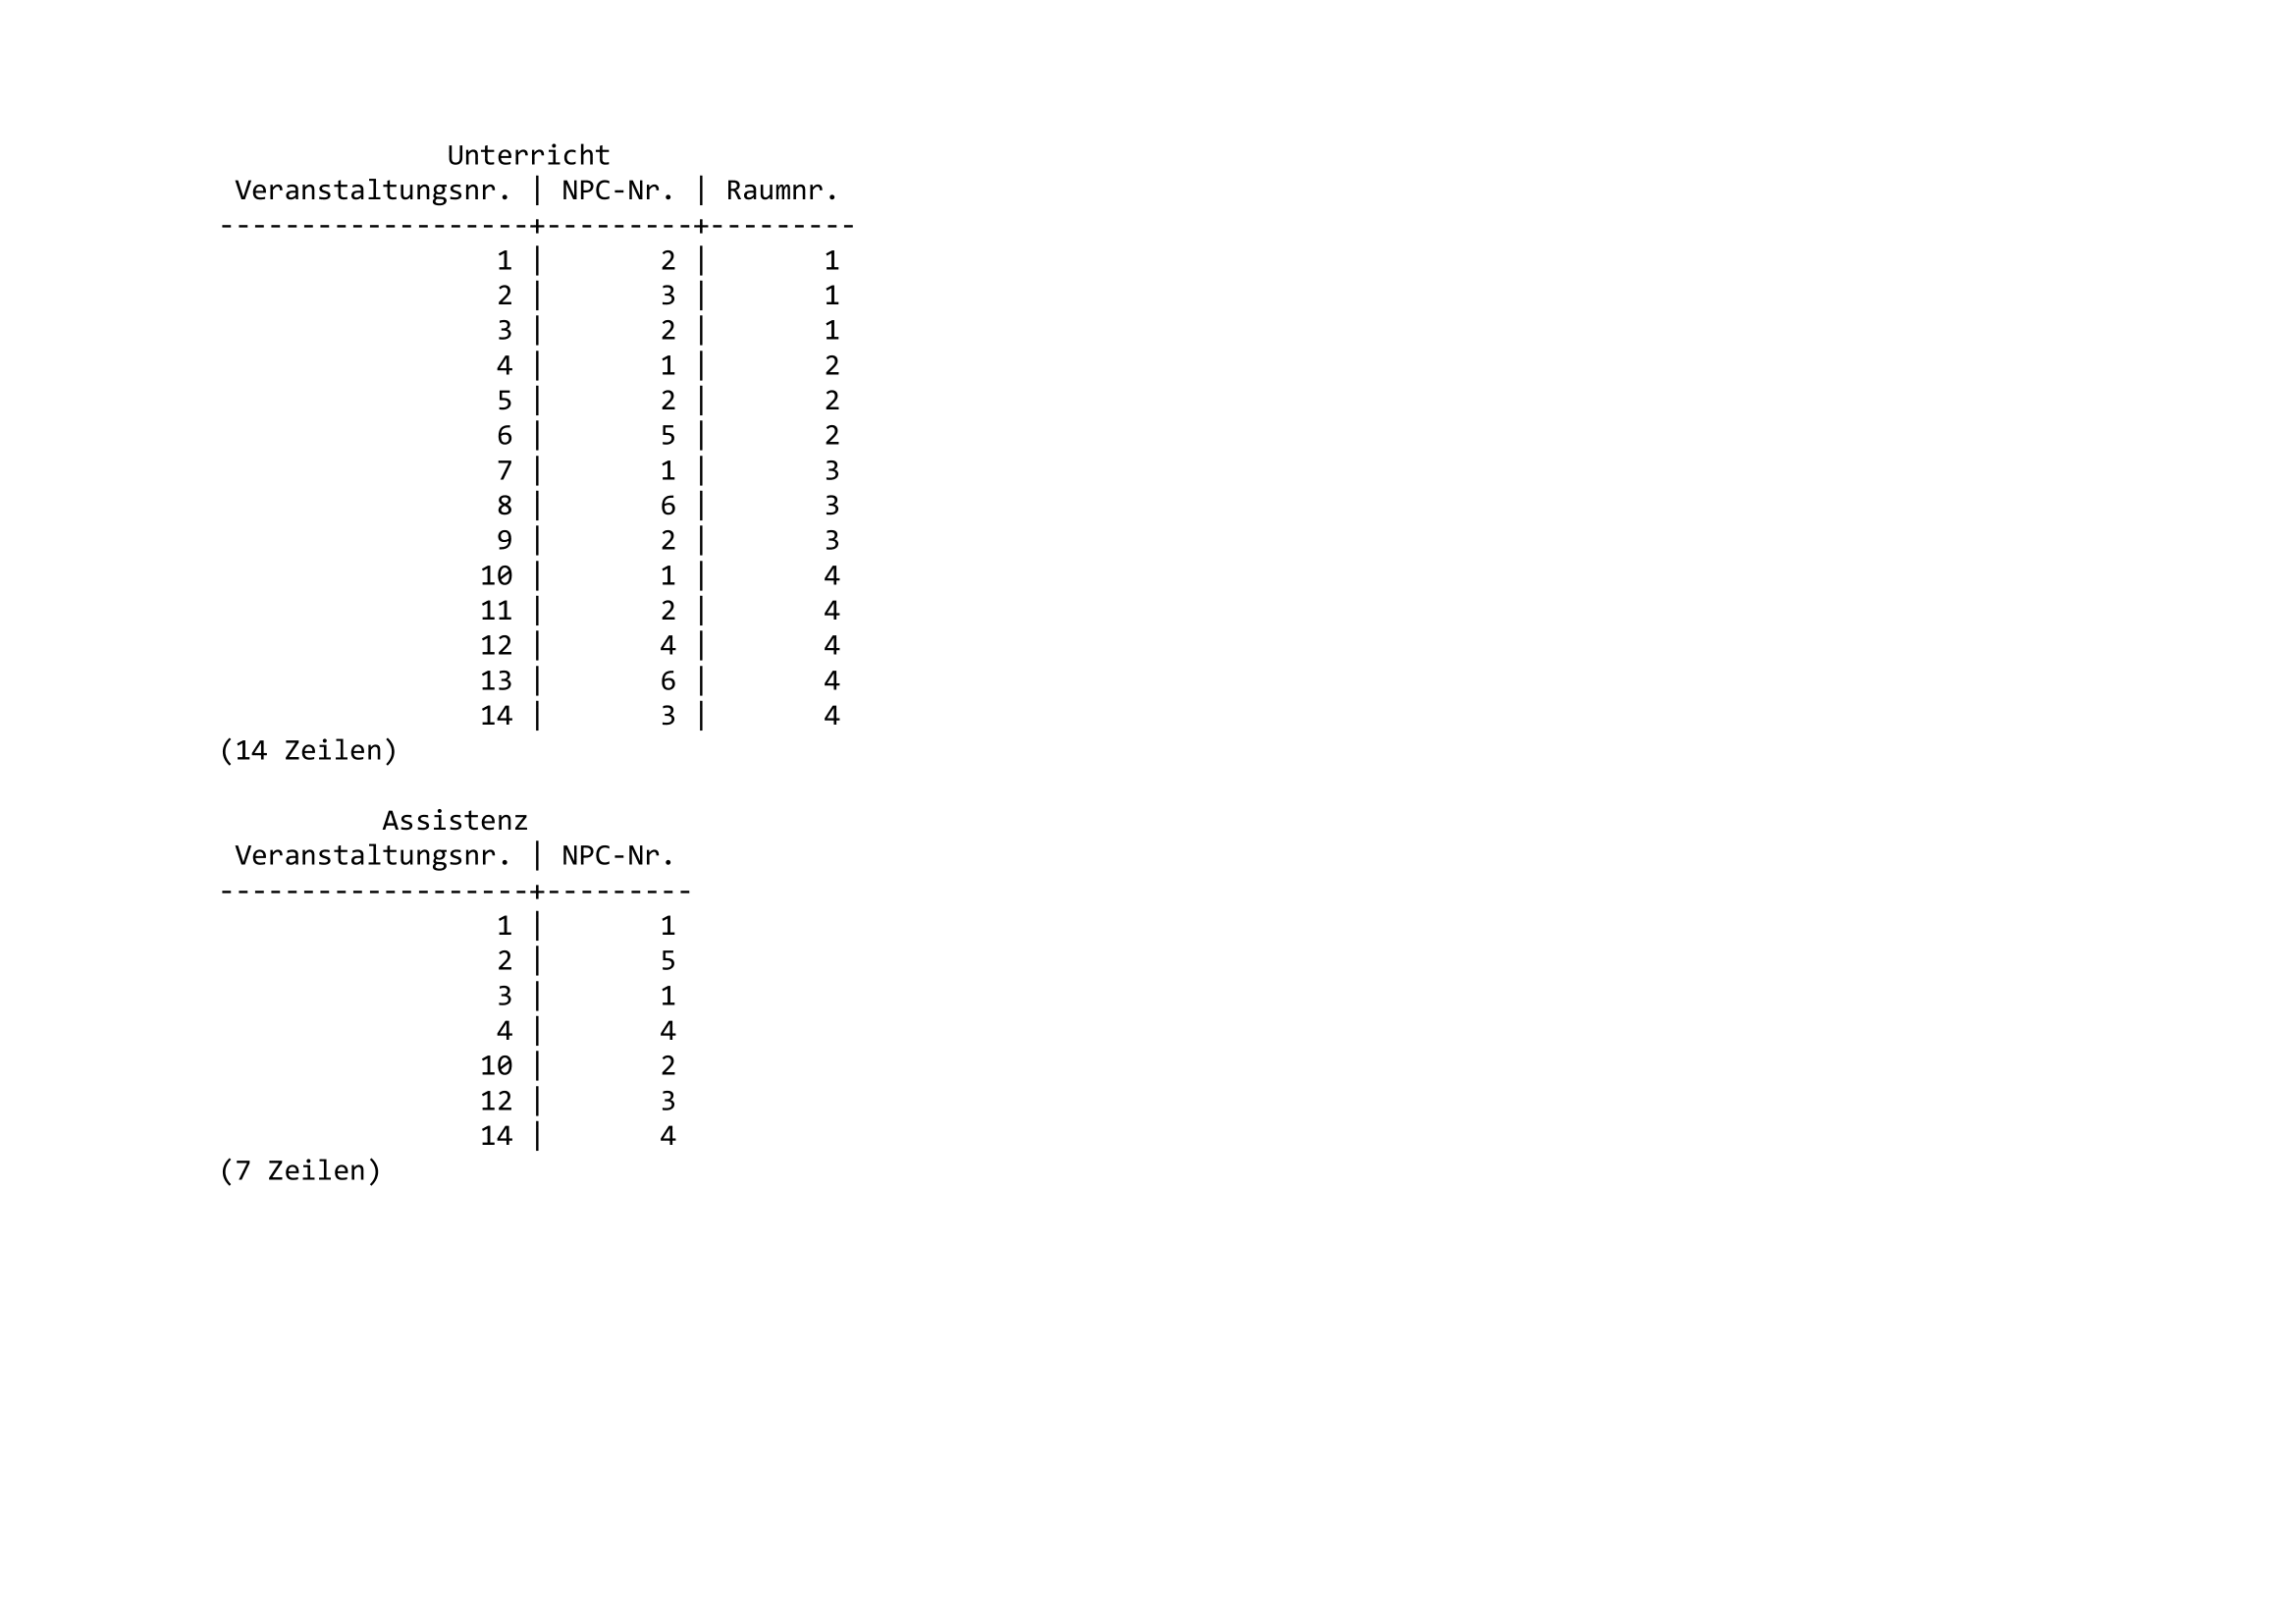 Unterricht
Veranstaltungsnr. | NPC-Nr. | Raumnr.
-------------------+---------+---------
1 | 2 | 1
2 | 3 | 1
3 | 2 | 1
4 | 1 | 2
5 | 2 | 2
6 | 5 | 2
7 | 1 | 3
8 | 6 | 3
9 | 2 | 3
10 | 1 | 4
11 | 2 | 4
12 | 4 | 4
13 | 6 | 4
14 | 3 | 4
(14 Zeilen)
Assistenz
Veranstaltungsnr. | NPC-Nr.
-------------------+---------
1 | 1
2 | 5
3 | 1
4 | 4
10 | 2
12 | 3
14 | 4
(7 Zeilen)